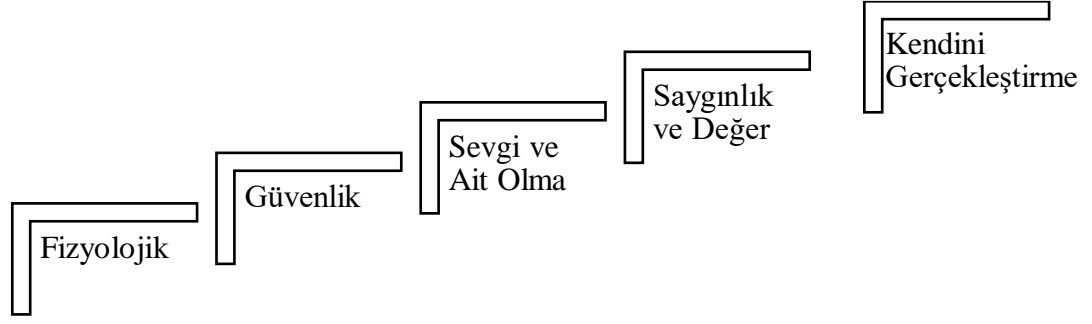 Kendini
Gerçekleştirme
Saygınlık
ve Değer
Sevgi ve
Ait Olma
Güvenlik
Fizyolojik